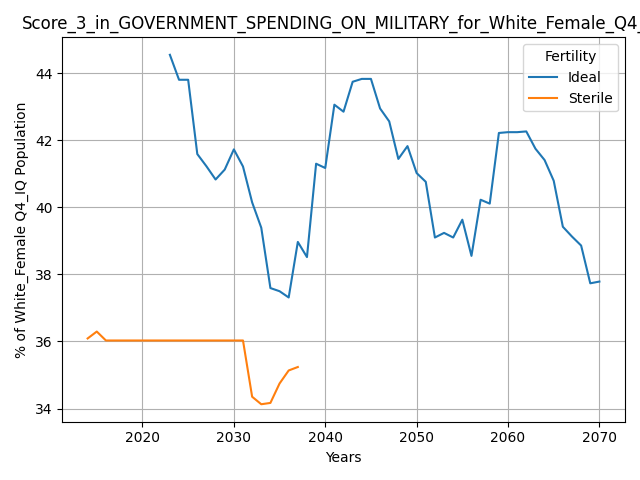 Score_3_in_GOVERNMENT_SPENDING_ON_MILITARY_for_White_Female_Q4_
Fertility
Ideal
Sterile
% of White_Female Q4_IQ Population
44
42
40
38
36
34
2020 2030 2040 2050 2060 2070
Years